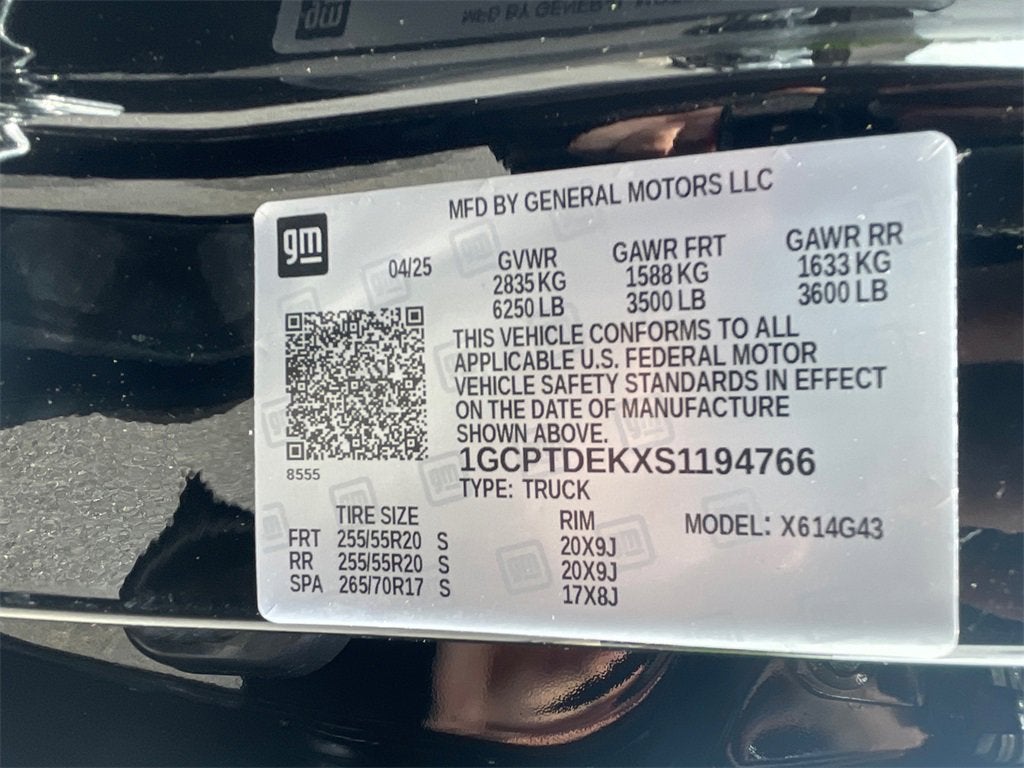 MFD BY GENERAL MOTORS LLC
gm
04/25
GVWR GAWR FRT GAWR RR
2835 KG 1588 KG 1633 KG
6250 LB 3500 LB 3600 LB
THIS VEHICLE CONFORMS TO ALL
APPLICABLE U.S. FEDERAL MOTOR
VEHICLE SAFETY STANDARDS IN EFFECT
ON THE DATE OF MANUFACTURE
SHOWN ABOVE.
8555
1GCPTDEKXS1194766
TYPE: TRUCK
TIRE SIZE RIM MODEL: X614G43
FRT 255/55R20 S 20X9J
RR 255/55R20 S 20X9J
SPA 265/70R17 S 17X8J